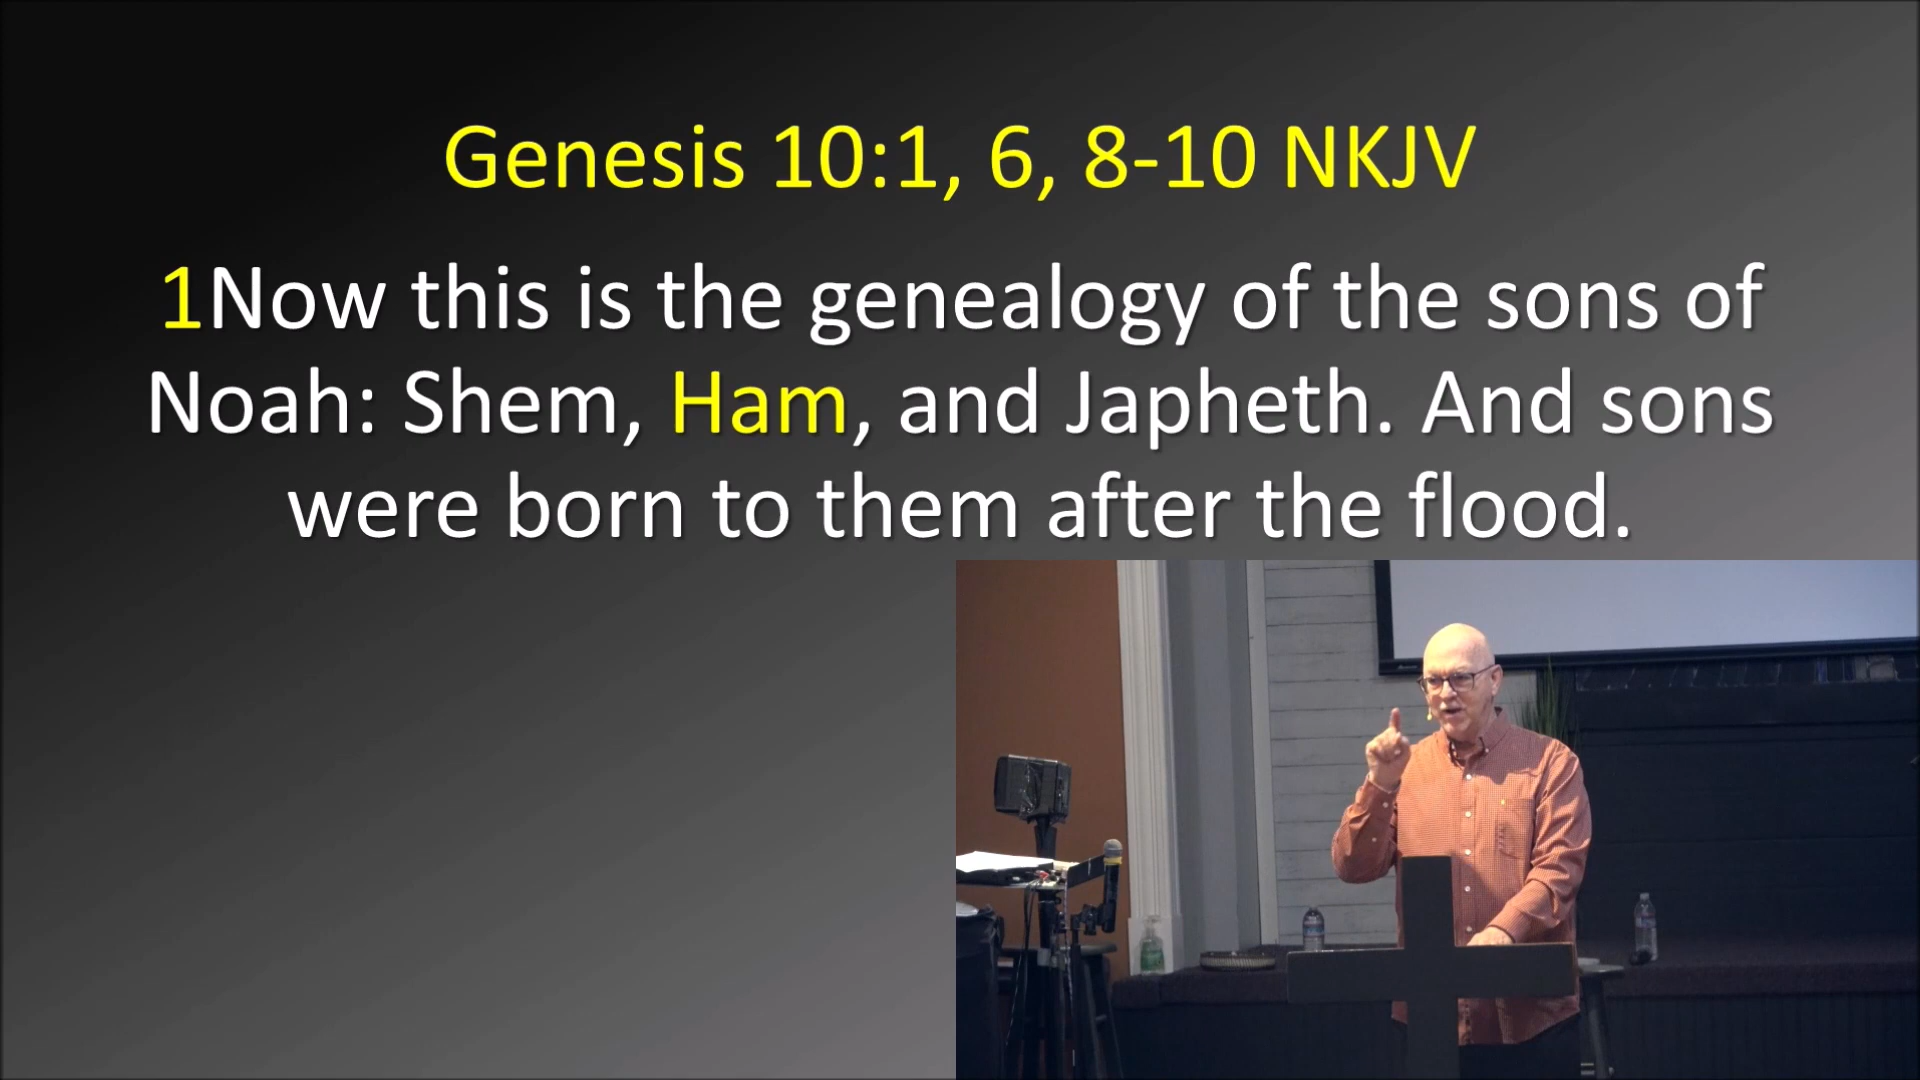 Genesis 10:1, 6, 8-10 NKJV
1Now this is the genealogy of the sons of
Noah: Shem, Ham, and Japheth. And sons
were born to them after the flood.